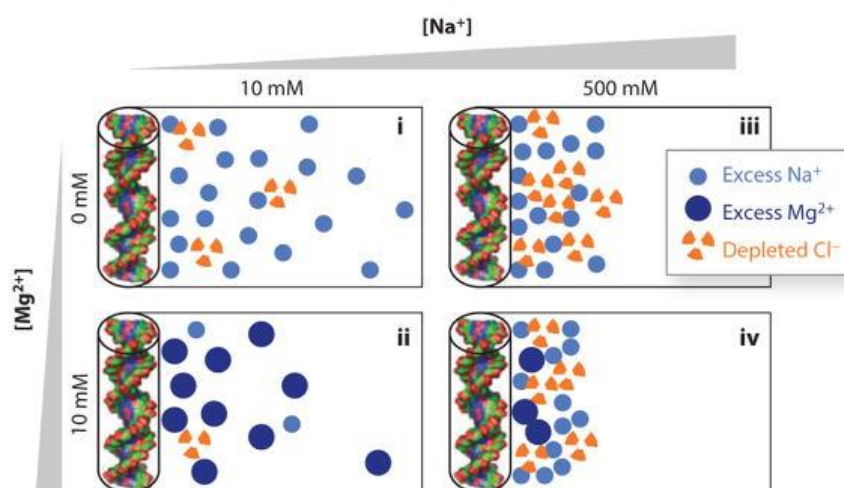 [Na⁺]
10 mM
500 mM
[Mg²⁺]
0 mM
10 mM
i
iii
Excess Na⁺
Excess Mg²⁺
Depleted Cl⁻
ii
iv